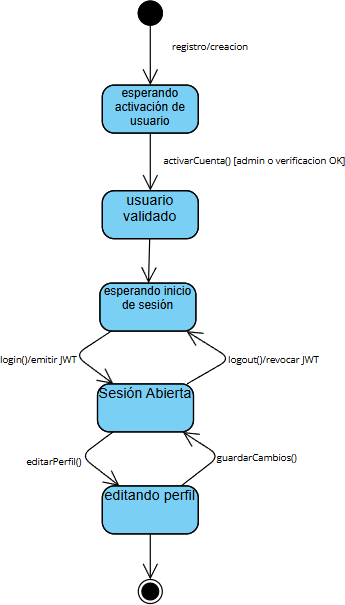 registro/creacion
esperando
activación de
usuario
activarCuenta() [admin o verificacion OK]
usuario
validado
esperando inicio
de sesión
login()/emitir JWT
logout()/revocar JWT
Sesión Abierta
editarPerfil()
guardarCambios()
editando perfil